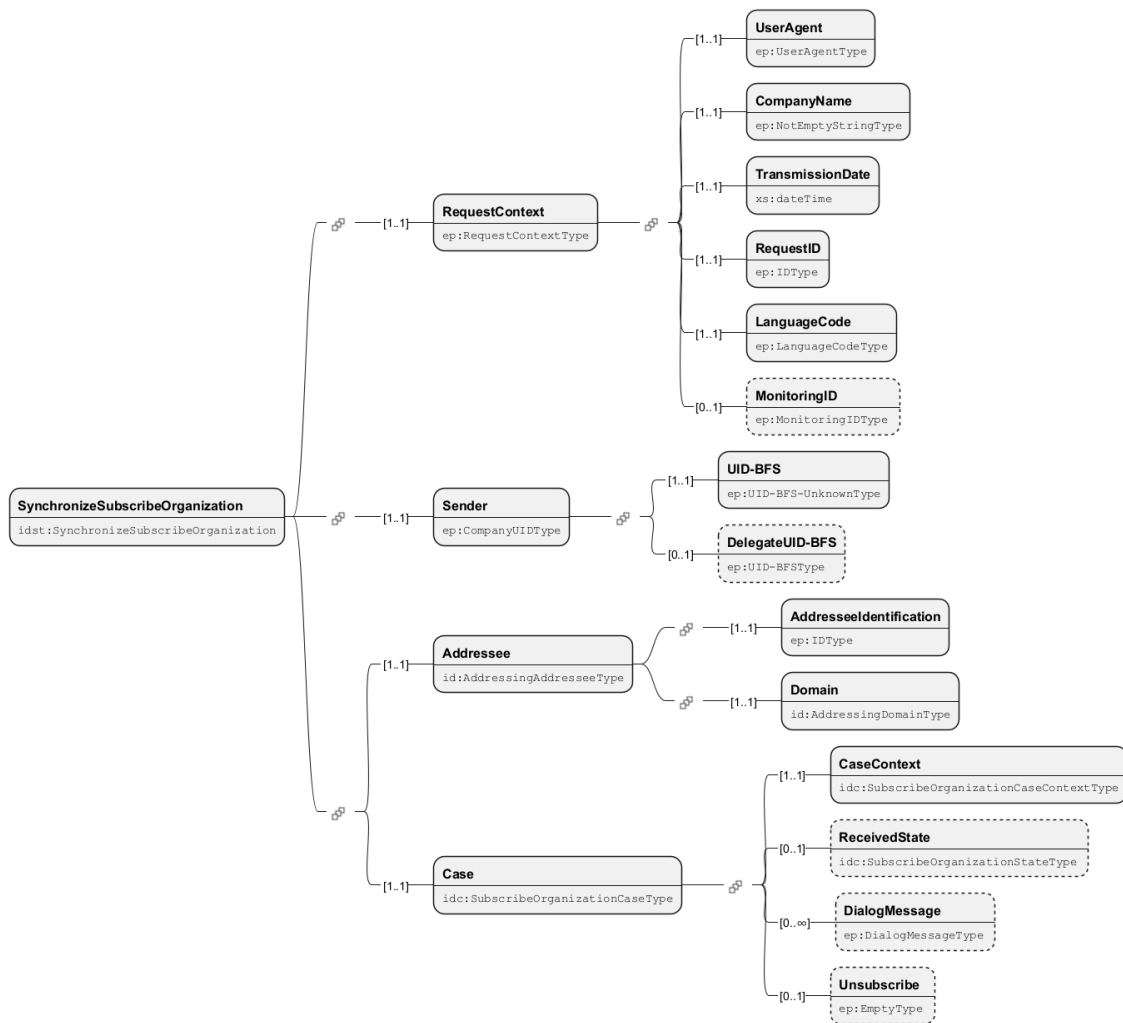 SynchronizeSubscribeOrganization
idst:SynchronizeSubscribeOrganization
[1..1]
RequestContext
ep:RequestContextType
[1..1]
UserAgent
ep:UserAgentType
[1..1]
CompanyName
ep:NotEmptyStringType
[1..1]
TransmissionDate
xs:dateTime
[1..1]
RequestID
ep:IDType
[1..1]
LanguageCode
ep:LanguageCodeType
[0..1]
MonitoringID
ep:MonitoringIDType
[1..1]
Sender
ep:CompanyUIDType
[1..1]
UID-BFS
ep:UID-BFS-UnknownType
[0..1]
DelegateUID-BFS
ep:UID-BFSType
[1..1]
Addressee
id:AddressingAddresseeType
[1..1]
AddresseeIdentification
ep:IDType
[1..1]
Domain
id:AddressingDomainType
[1..1]
Case
idc:SubscribeOrganizationCaseType
[1..1]
CaseContext
idc:SubscribeOrganizationCaseContextType
[0..1]
ReceivedState
idc:SubscribeOrganizationStateType
[0..∞]
DialogMessage
ep:DialogMessageType
[0..1]
Unsubscribe
ep:EmptyType